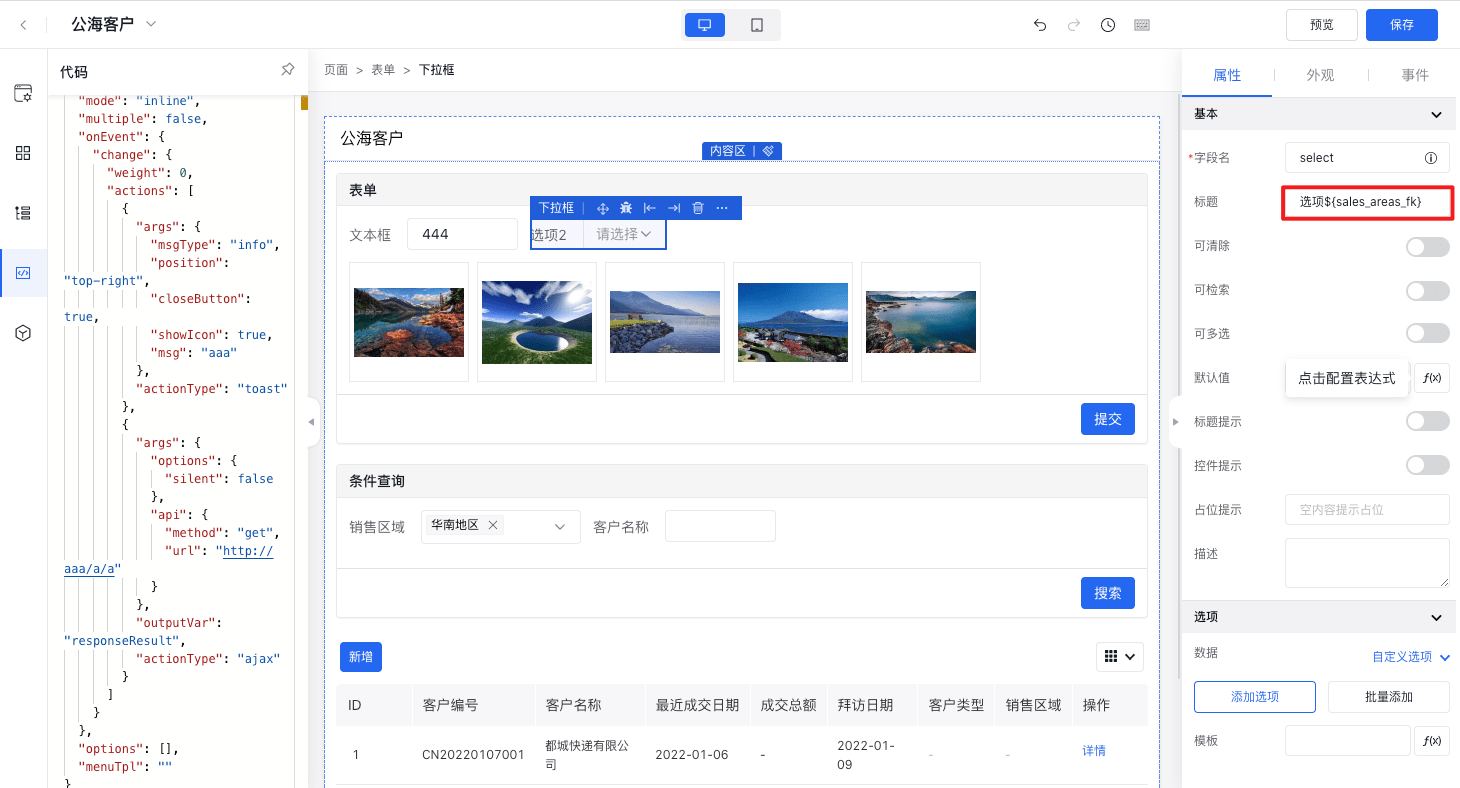 公海客户
预览
保存
代码
"mode": "inline",
"multiple": false,
"onEvent": {
"change": {
"weight": 0,
"actions": [
{
"args": {
"msgType": "info",
"position":
"top-right",
"closeButton":
true,
"showIcon": true,
"msg": "aaa"
},
"actionType": "toast"
},
{
"args": {
"options": {
"silent": false
},
"api": {
"method": "get",
"url": "http://
aaa/a/a"
}
},
"outputVar":
"responseResult",
"actionType": "ajax"
}
]
}
},
"options": [],
"menuTpl": ""
}
页面 > 表单 > 下拉框
公海客户
内容区
表单
下拉框
文本框 444 选项2 请选择
提交
条件查询
销售区域 华南地区 客户名称
搜索
新增
ID 客户编号 客户名称 最近成交日期 成交总额 拜访日期 客户类型 销售区域 操作
1 CN20220107001 都城快递有限公司 2022-01-06 - 2022-01-09 - - 详情
属性 外观 事件
基本
*字段名 select
标题 选项${sales_areas_fk}
可清除
可检索
可多选
默认值 点击配置表达式 ƒ(x)
标题提示
控件提示
占位提示 空内容提示占位
描述
选项
数据 自定义选项
添加选项 批量添加
模板 ƒ(x)